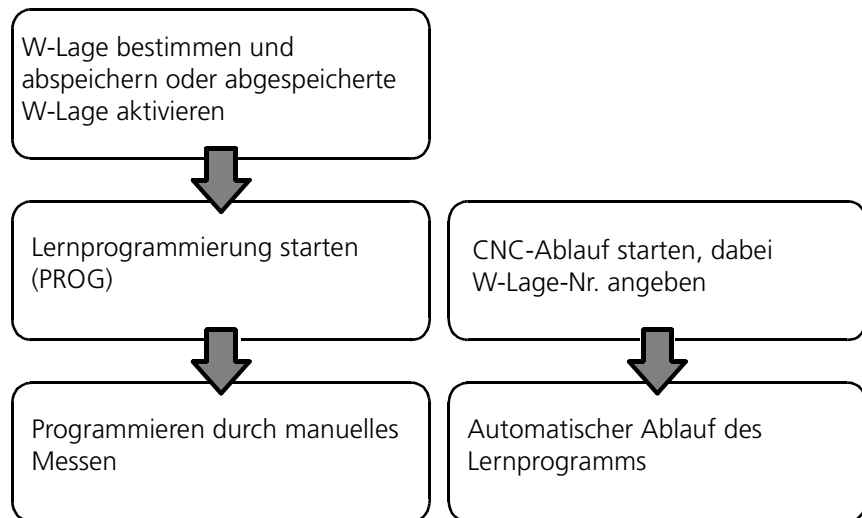 W-Lage bestimmen und
abspeichern oder abgespeicherte
W-Lage aktivieren
Lernprogrammierung starten
(PROG)
CNC-Ablauf starten, dabei
W-Lage-Nr. angeben
Programmieren durch manuelles
Messen
Automatischer Ablauf des
Lernprogramms